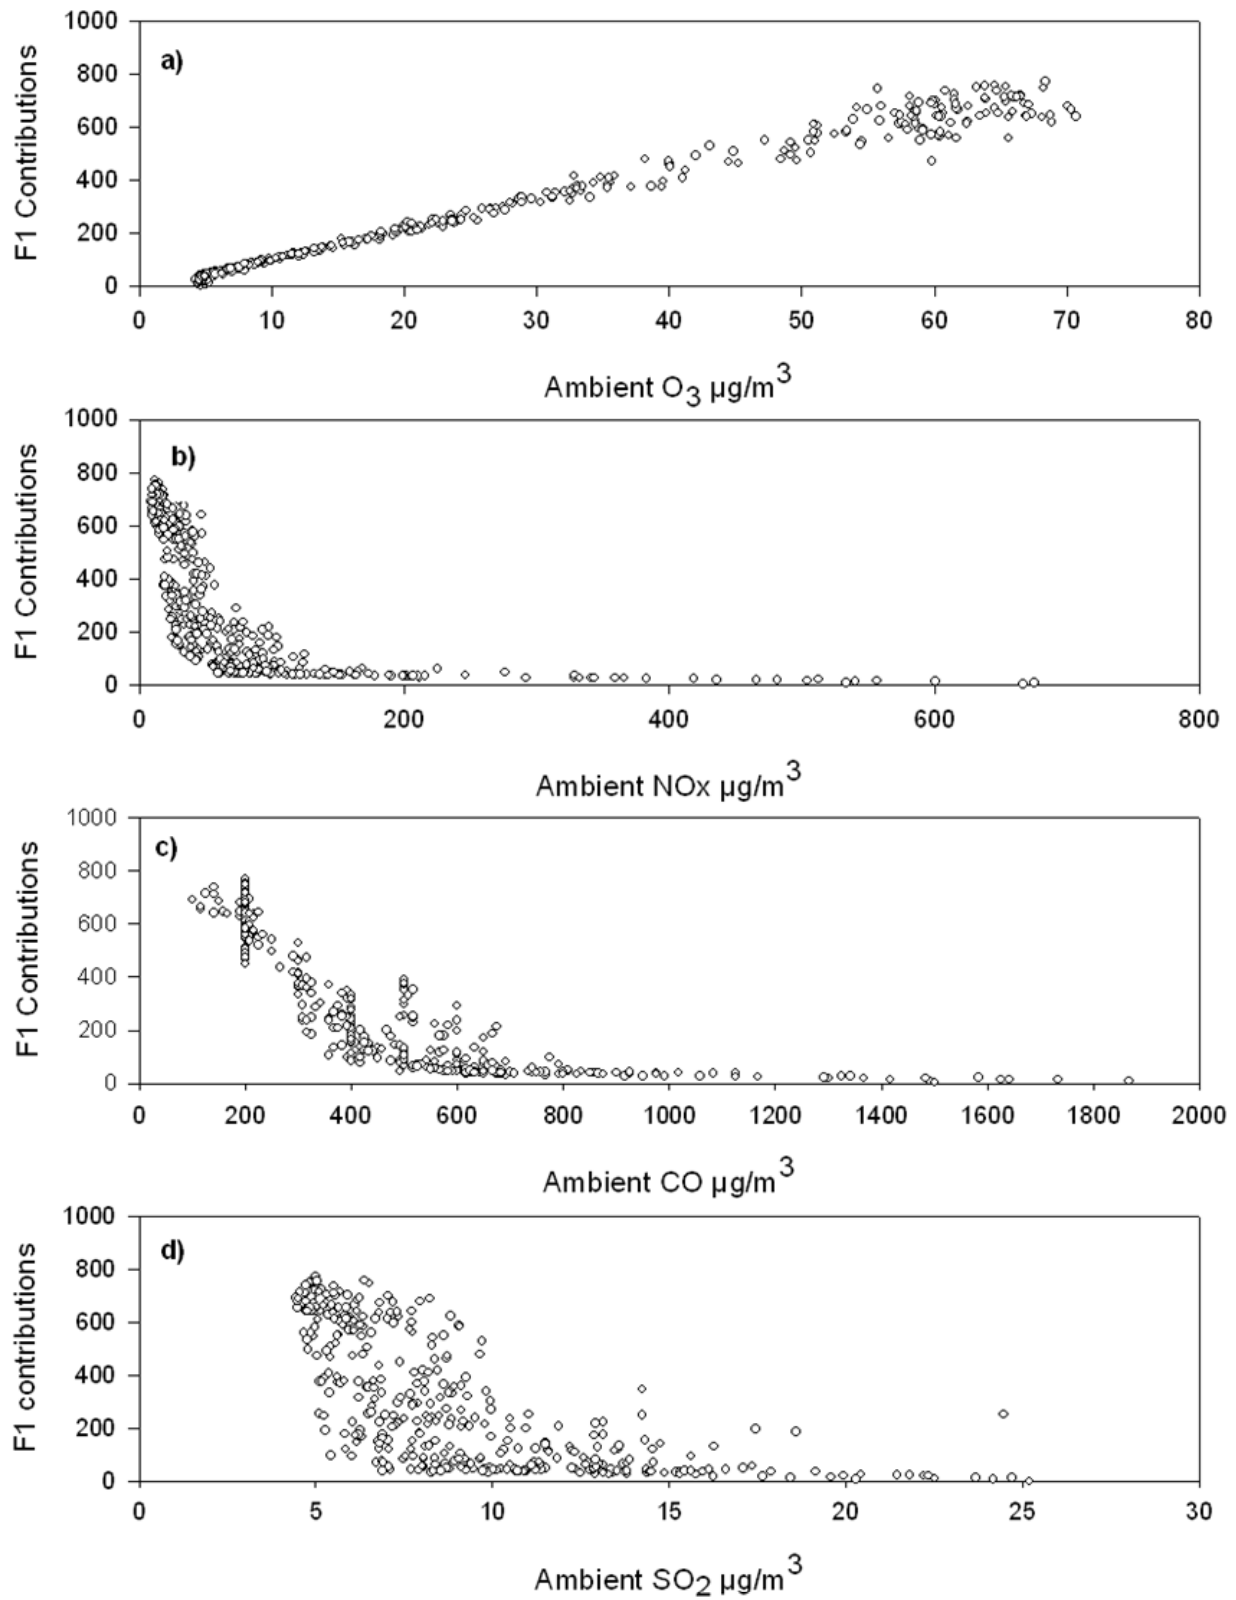 1000
a)
800
600
400
200
0
F1 Contributions
0 10 20 30 40 50 60 70 80
Ambient O3 µg/m3
1000
b)
800
600
400
200
0
F1 Contributions
0 200 400 600 800
Ambient NOx µg/m3
1000
c)
800
600
400
200
0
F1 Contributions
0 200 400 600 800 1000 1200 1400 1600 1800 2000
Ambient CO µg/m3
1000
d)
800
600
400
200
0
F1 contributions
0 5 10 15 20 25 30
Ambient SO2 µg/m3